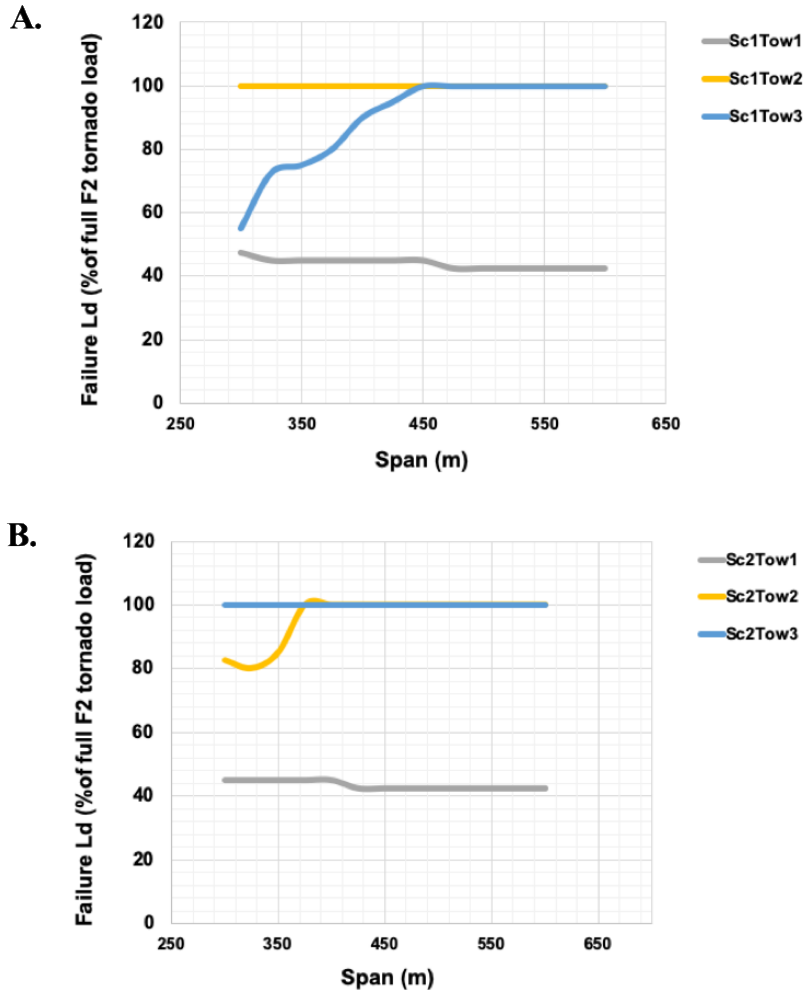 A.
120
100
80
60
40
20
0
Failure Ld (%of full F2 tornado load)
250 350 450 550 650
Span (m)
Sc1Tow1
Sc1Tow2
Sc1Tow3
B.
120
100
80
60
40
20
0
Failure Ld (%of full F2 tornado load)
250 350 450 550 650
Span (m)
Sc2Tow1
Sc2Tow2
Sc2Tow3